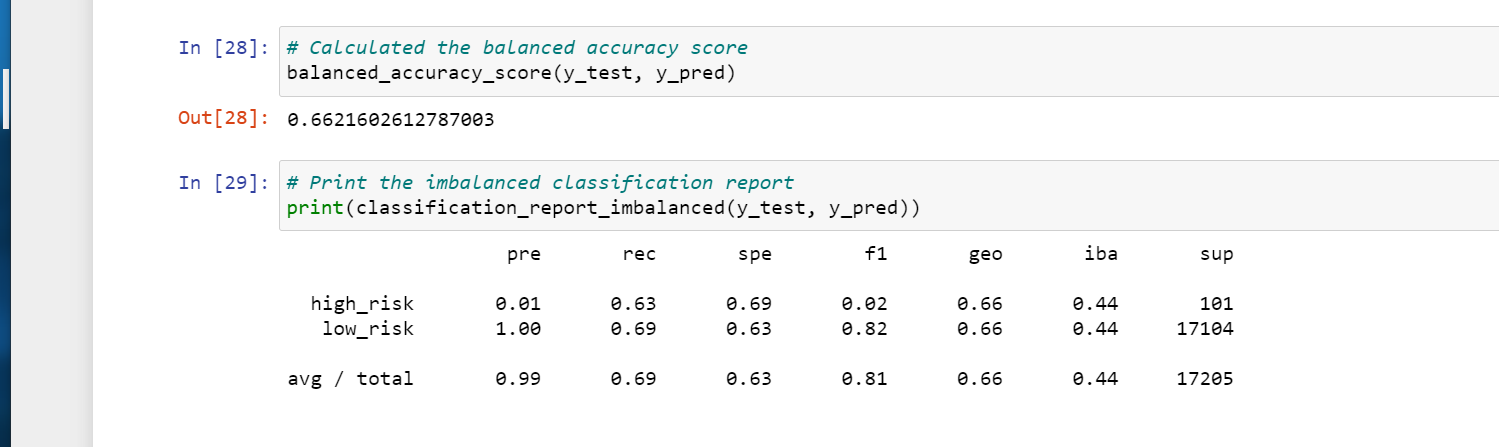 In [28]: # Calculated the balanced accuracy score
balanced_accuracy_score(y_test, y_pred)
Out[28]: 0.6621602612787003
In [29]: # Print the imbalanced classification report
print(classification_report_imbalanced(y_test, y_pred))
pre rec spe f1 geo iba sup
high_risk 0.01 0.63 0.69 0.02 0.66 0.44 101
low_risk 1.00 0.69 0.63 0.82 0.66 0.44 17104
avg / total 0.99 0.69 0.63 0.81 0.66 0.44 17205